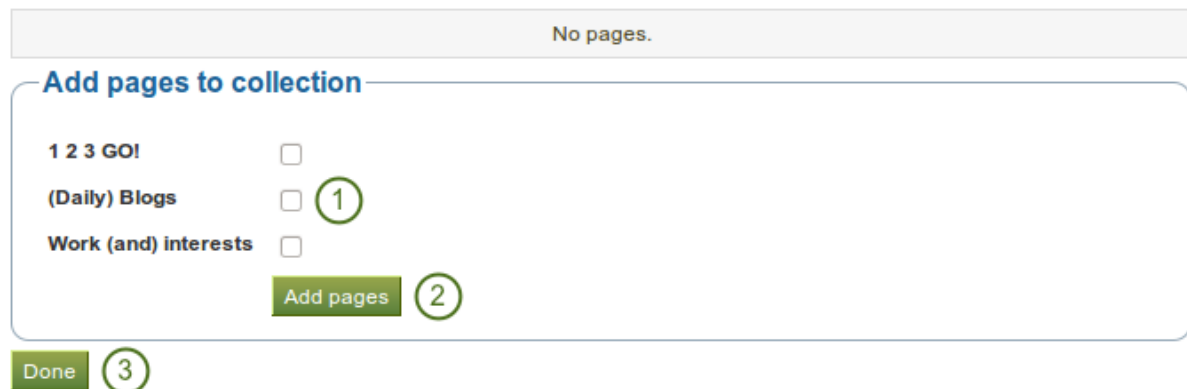 No pages.
Add pages to collection
1 2 3 GO!
(Daily) Blogs 1
Work (and) interests
Add pages 2
Done 3